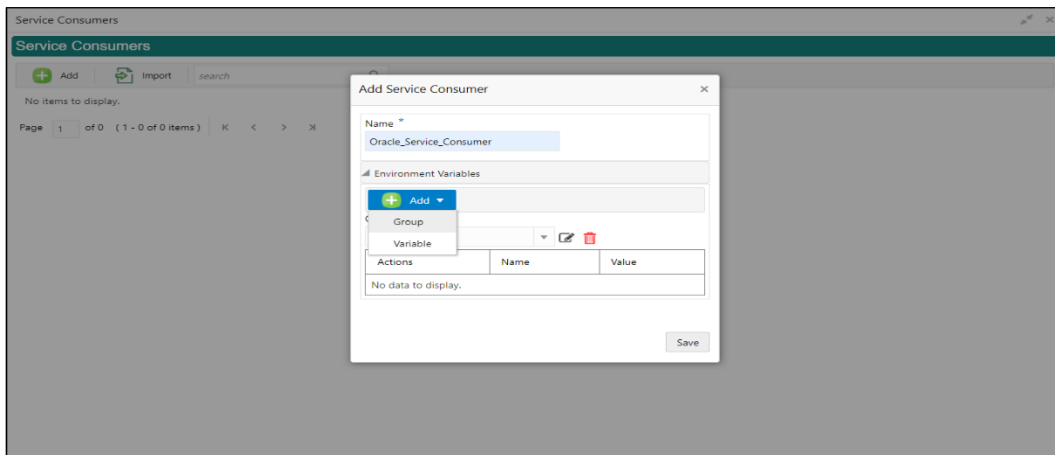 Service Consumers
Service Consumers
Add Import search
No items to display.
Page 1 of 0 (1 - 0 of 0 items)
Add Service Consumer
Name *
Oracle_Service_Consumer
Environment Variables
Add
Group
Variable
Actions Name Value
No data to display.
Save